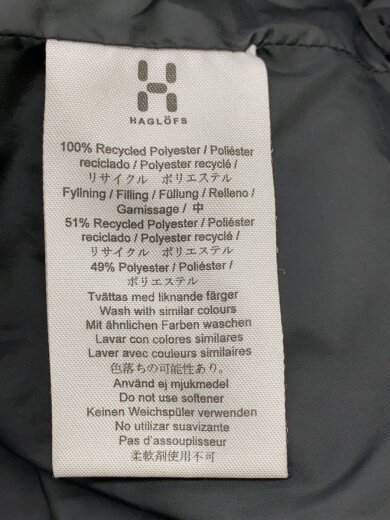 HAGLÖFS
100% Recycled Polyester / Poliéster
reciclado / Polyester recyclé /
リサイクル ポリエステル
Fyllning / Filling / Füllung / Relleno /
Garnissage / 中
51% Recycled Polyester / Poliéster
reciclado / Polyester recyclé /
リサイクル ポリエステル
49% Polyester / Poliéster /
ポリエステル
Tvättas med liknande färger
Wash with similar colours
Mit ähnlichen Farben waschen
Lavar con colores similares
Laver avec couleurs similaires
色落ちの可能性あり。
Använd ej mjukmedel
Do not use softener
Keinen Weichspüler verwenden
No utilizar suavizante
Pas d'assouplisseur
柔軟剤使用不可